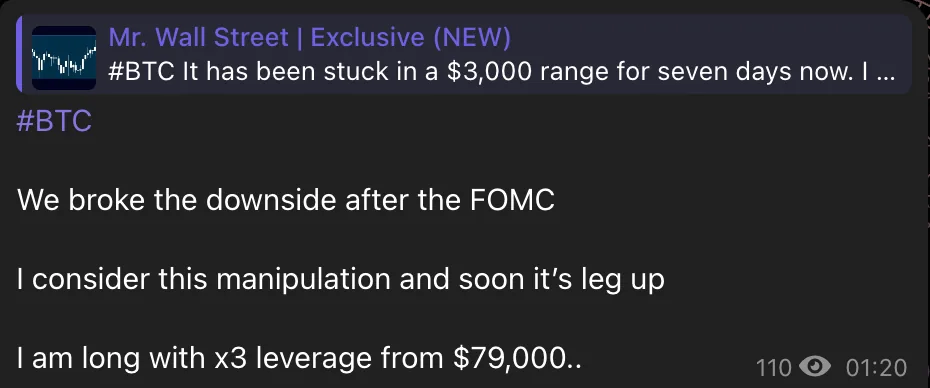 Mr. Wall Street | Exclusive (NEW)
#BTC It has been stuck in a $3,000 range for seven days now. I ...
#BTC
We broke the downside after the FOMC
I consider this manipulation and soon it’s leg up
I am long with x3 leverage from $79,000..
110 01:20